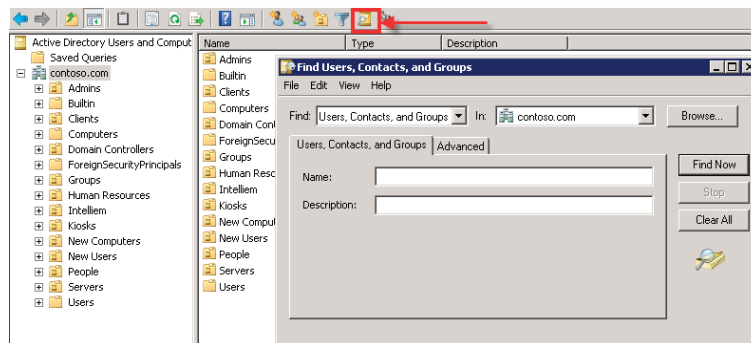 Active Directory Users and Comput
Saved Queries
contoso.com
Admins
Builtin
Clients
Computers
Domain Controllers
ForeignSecurityPrincipals
Groups
Human Resources
Intelliem
Kiosks
New Computers
New Users
People
Servers
Users
Name Type Description
Admins
Builtin
Clients
Computers
Domain Cont
ForeignSecu
Groups
Human Resc
Intelliem
Kiosks
New Compu
New Users
People
Servers
Users
Find Users, Contacts, and Groups
File Edit View Help
Find: Users, Contacts, and Groups In: contoso.com Browse...
Users, Contacts, and Groups Advanced
Name:
Description:
Find Now
Stop
Clear All